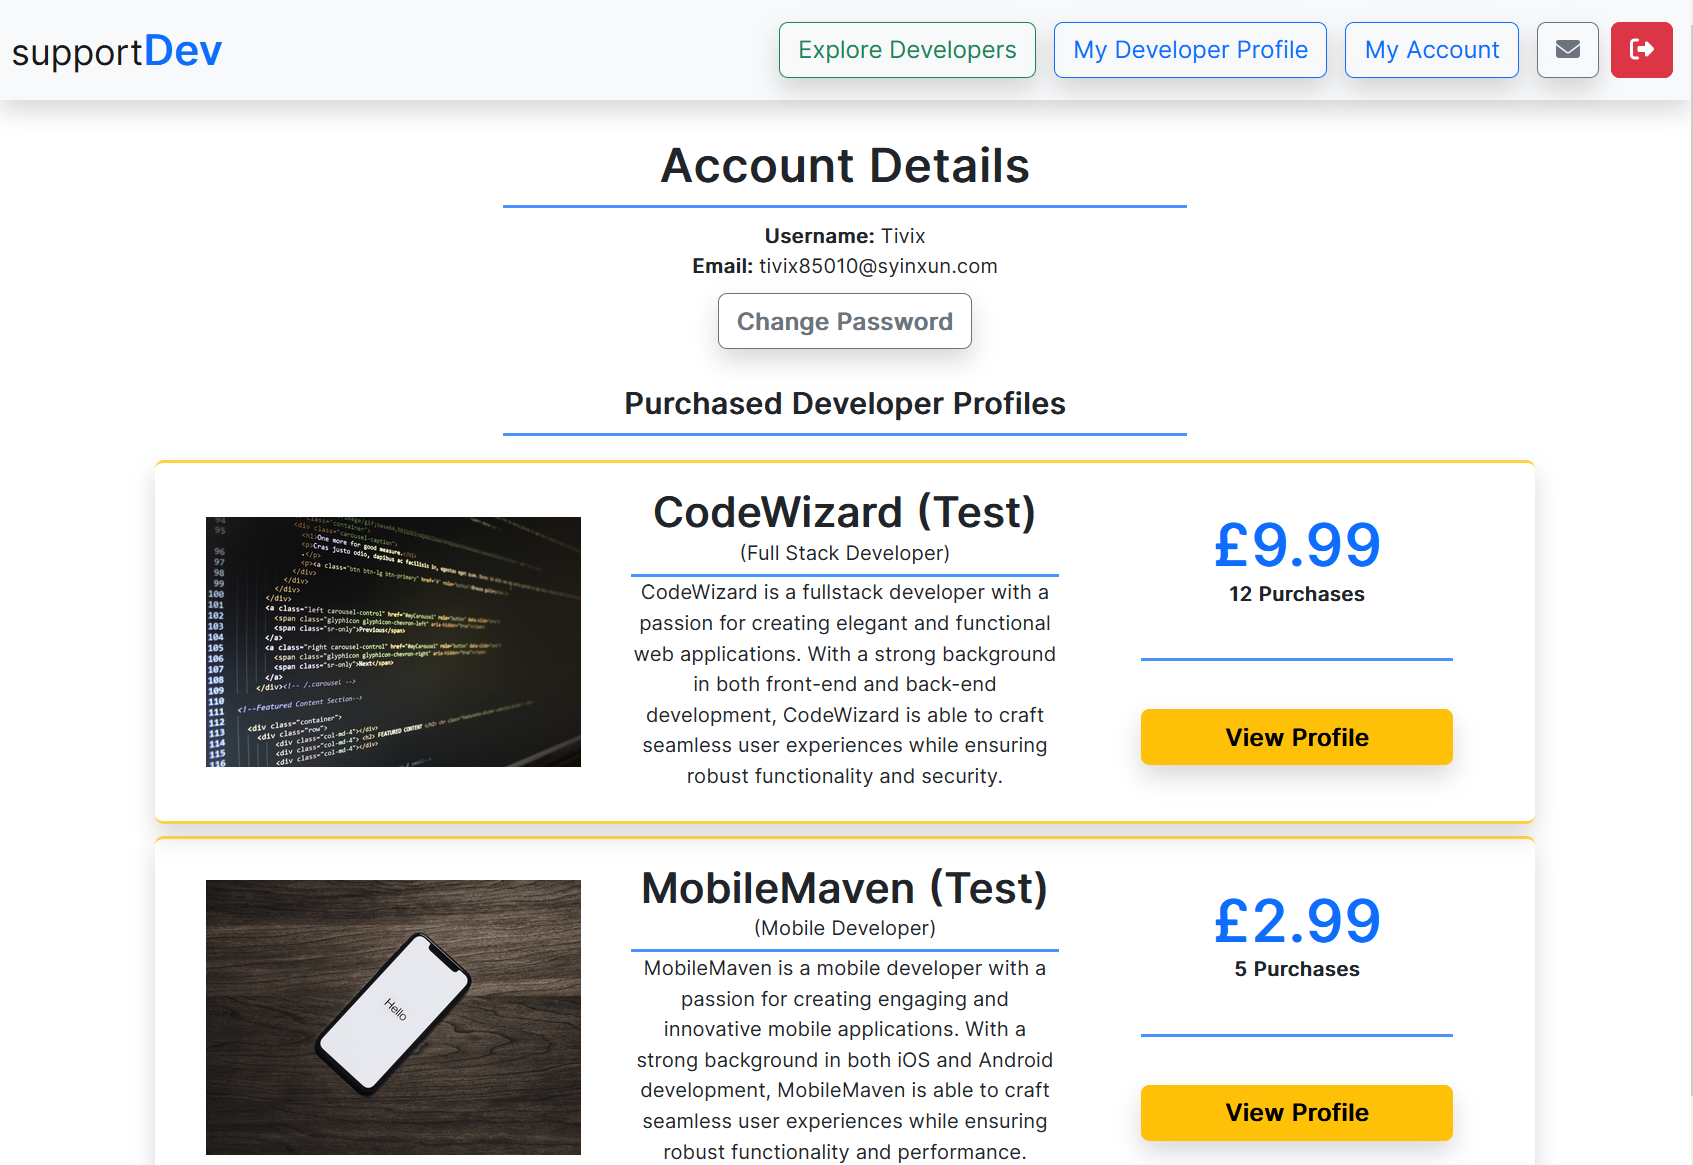 supportDev
Explore Developers
My Developer Profile
My Account
Account Details
Username: Tivix
Email: tivix85010@syinxun.com
Change Password
Purchased Developer Profiles
CodeWizard (Test)
(Full Stack Developer)
CodeWizard is a fullstack developer with a
passion for creating elegant and functional
web applications. With a strong background
in both front-end and back-end
development, CodeWizard is able to craft
seamless user experiences while ensuring
robust functionality and security.
£9.99
12 Purchases
View Profile
MobileMaven (Test)
(Mobile Developer)
MobileMaven is a mobile developer with a
passion for creating engaging and
innovative mobile applications. With a
strong background in both iOS and Android
development, MobileMaven is able to craft
seamless user experiences while ensuring
robust functionality and performance.
£2.99
5 Purchases
View Profile
Hello